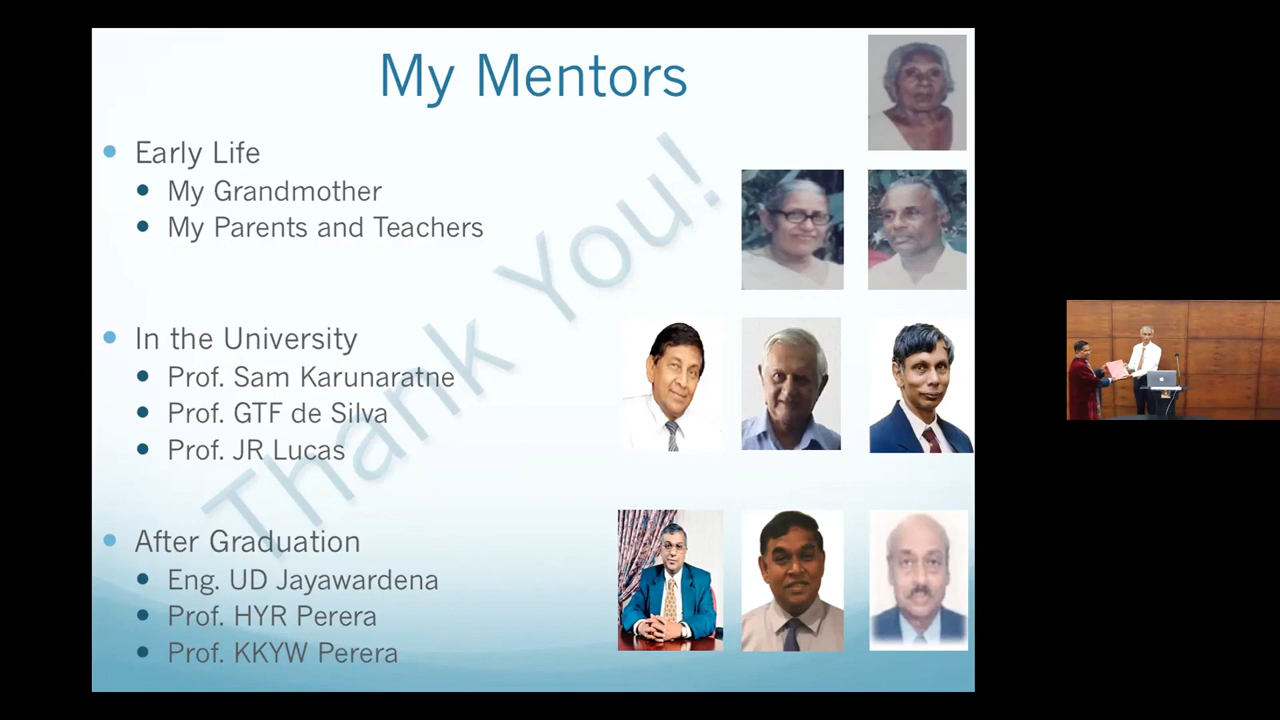 My Mentors
Early Life
My Grandmother
My Parents and Teachers
In the University
Prof. Sam Karunaratne
Prof. GTF de Silva
Prof. JR Lucas
After Graduation
Eng. UD Jayawardena
Prof. HYR Perera
Prof. KKYW Perera
Thank You!